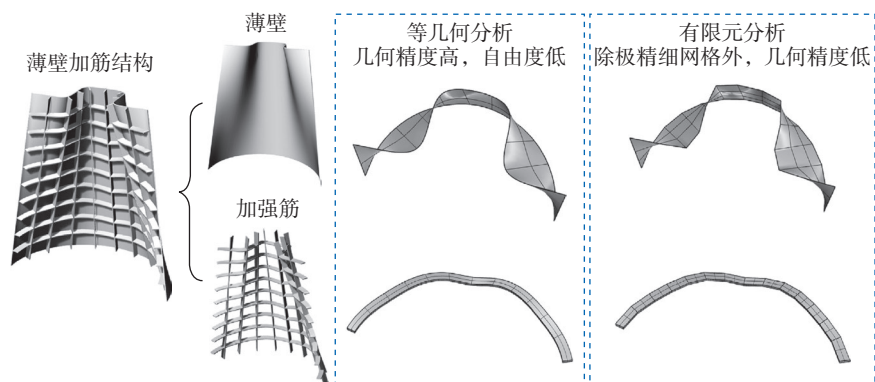 薄壁加筋结构
薄壁
加强筋
等几何分析
几何精度高，自由度低
有限元分析
除极精细网格外，几何精度低